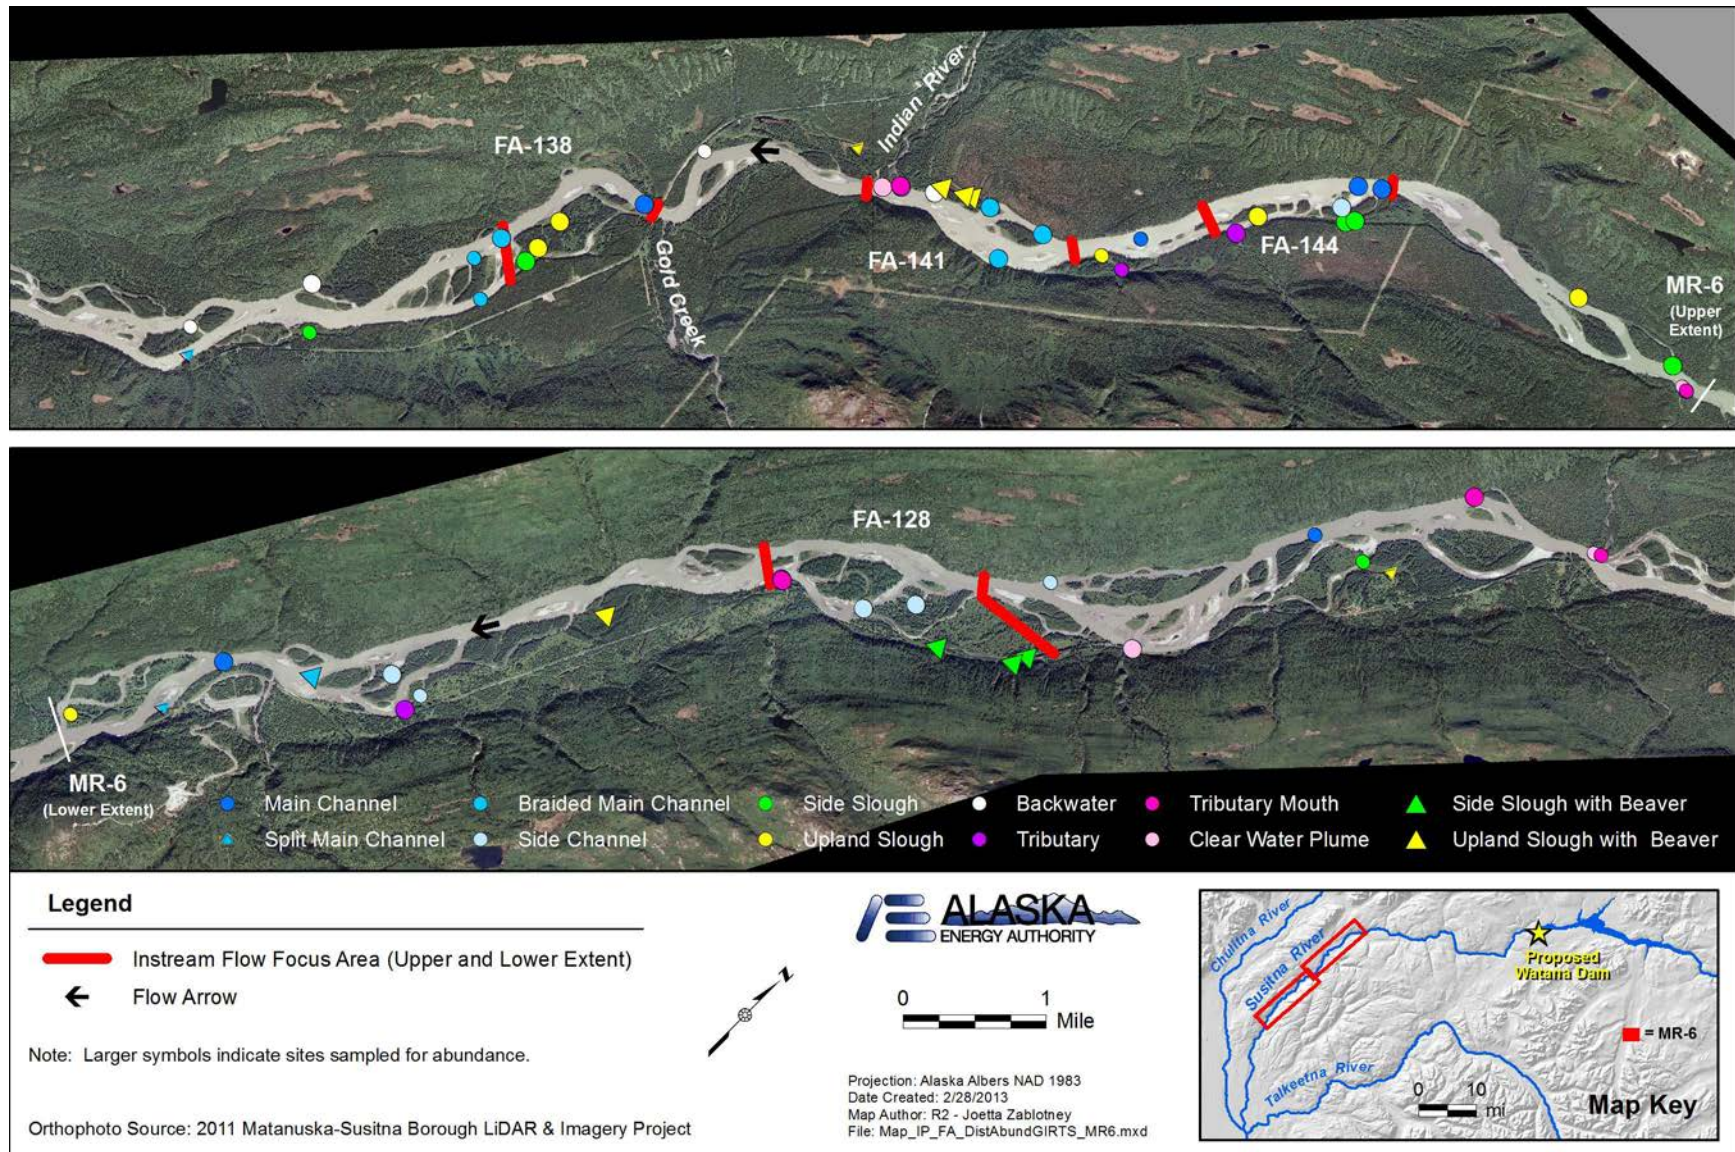 Indian River
FA-138
Gold Creek
FA-141
FA-144
MR-6
(Upper
Extent)
FA-128
MR-6
(Lower Extent)
Main Channel
Braided Main Channel
Side Slough
Backwater
Tributary Mouth
Side Slough with Beaver
Split Main Channel
Side Channel
Upland Slough
Tributary
Clear Water Plume
Upland Slough with Beaver
Legend
Instream Flow Focus Area (Upper and Lower Extent)
Flow Arrow
Note: Larger symbols indicate sites sampled for abundance.
Orthophoto Source: 2011 Matanuska-Susitna Borough LiDAR & Imagery Project
ALASKA
ENERGY AUTHORITY
N
0 1
Mile
Projection: Alaska Albers NAD 1983
Date Created: 2/28/2013
Map Author: R2 - Joetta Zablotney
File: Map_IP_FA_DistAbundGIRTS_MR6.mxd
Chulitna River
Susitna River
Proposed
Watana Dam
= MR-6
Talkeetna River
0 10
mi
Map Key